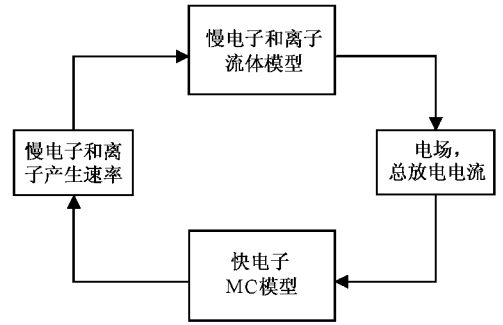 慢电子和离子
流体模型
慢电子和离
子产生速率
电场，
总放电电流
快电子
MC模型